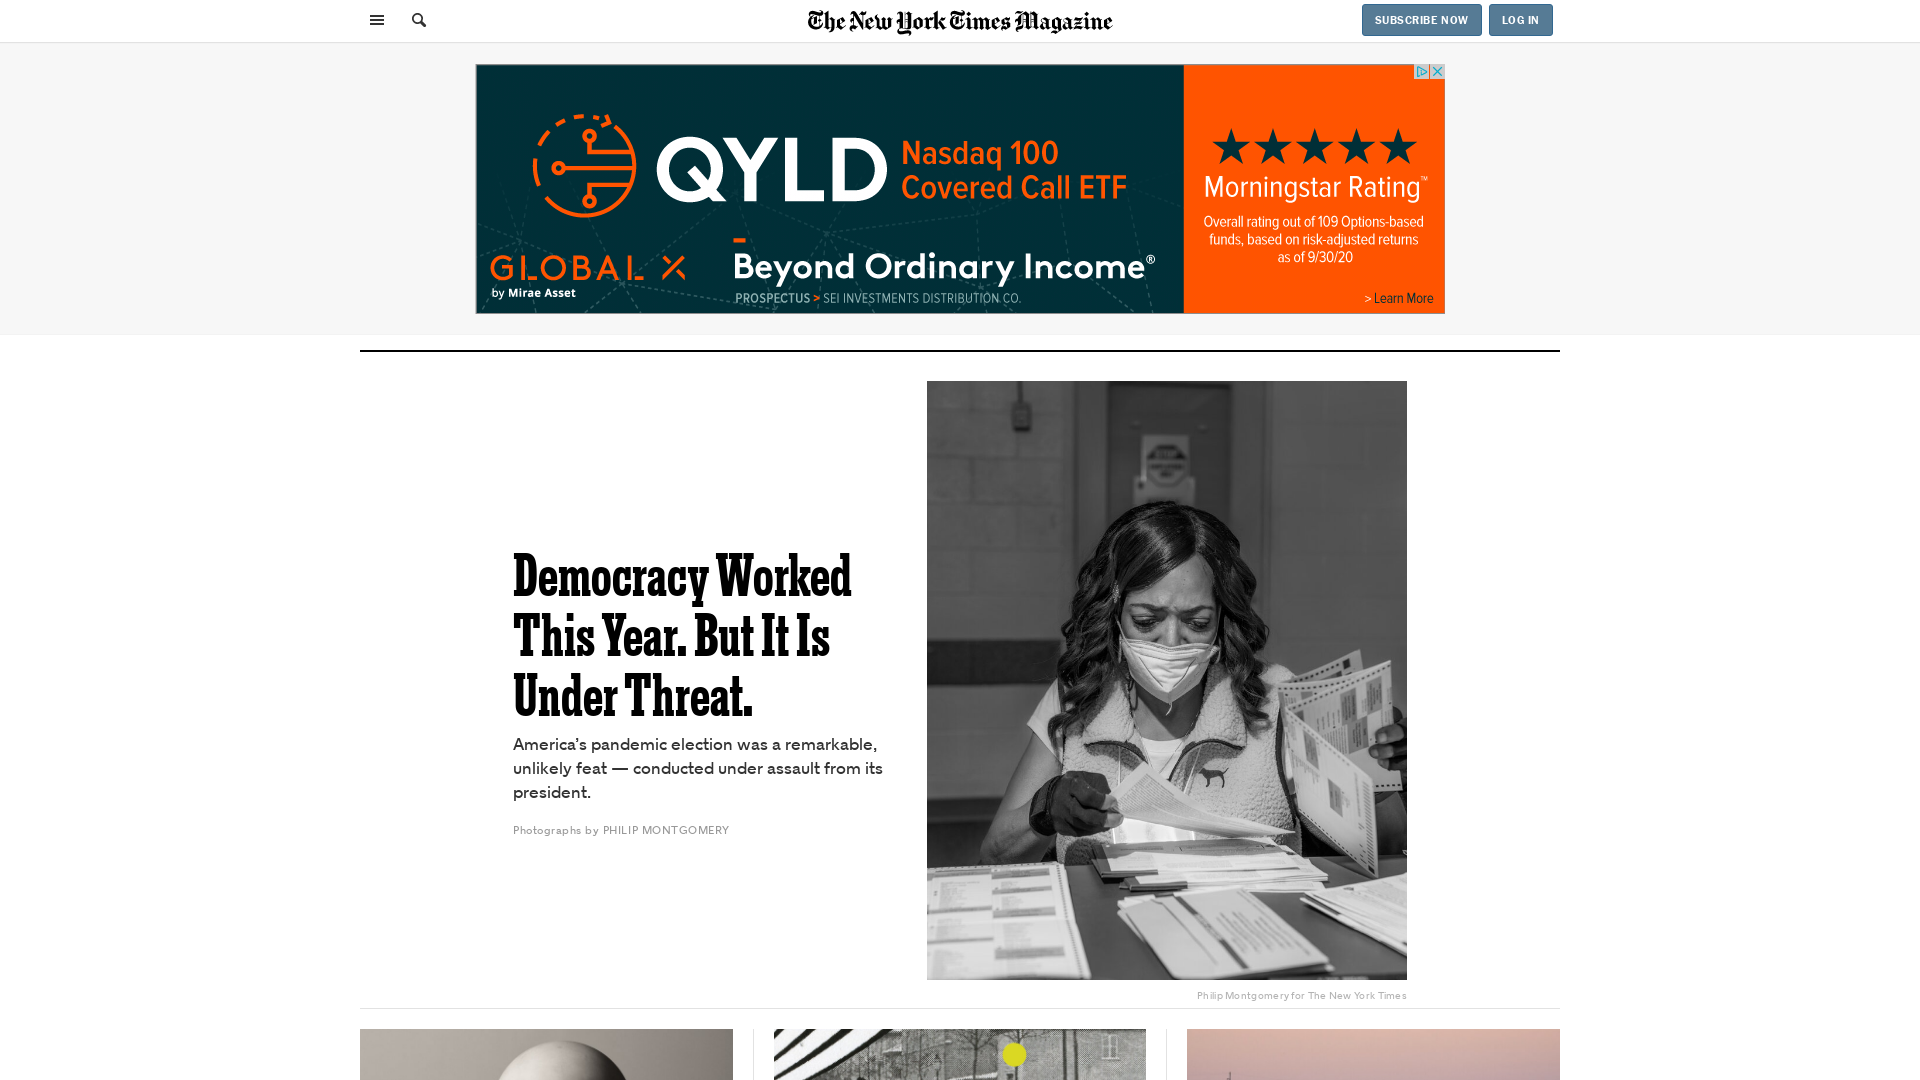 The New York Times Magazine
SUBSCRIBE NOW
LOG IN
QYLD
Nasdaq 100
Covered Call ETF
GLOBAL X
by Mirae Asset
Beyond Ordinary Income®
PROSPECTUS > SEI INVESTMENTS DISTRIBUTION CO.
★★★★★
Morningstar Rating™
Overall rating out of 109 Options-based
funds, based on risk-adjusted returns
as of 9/30/20
> Learn More
Democracy Worked
This Year. But It Is
Under Threat.
America’s pandemic election was a remarkable,
unlikely feat — conducted under assault from its
president.
Photographs by PHILIP MONTGOMERY
Philip Montgomery for The New York Times